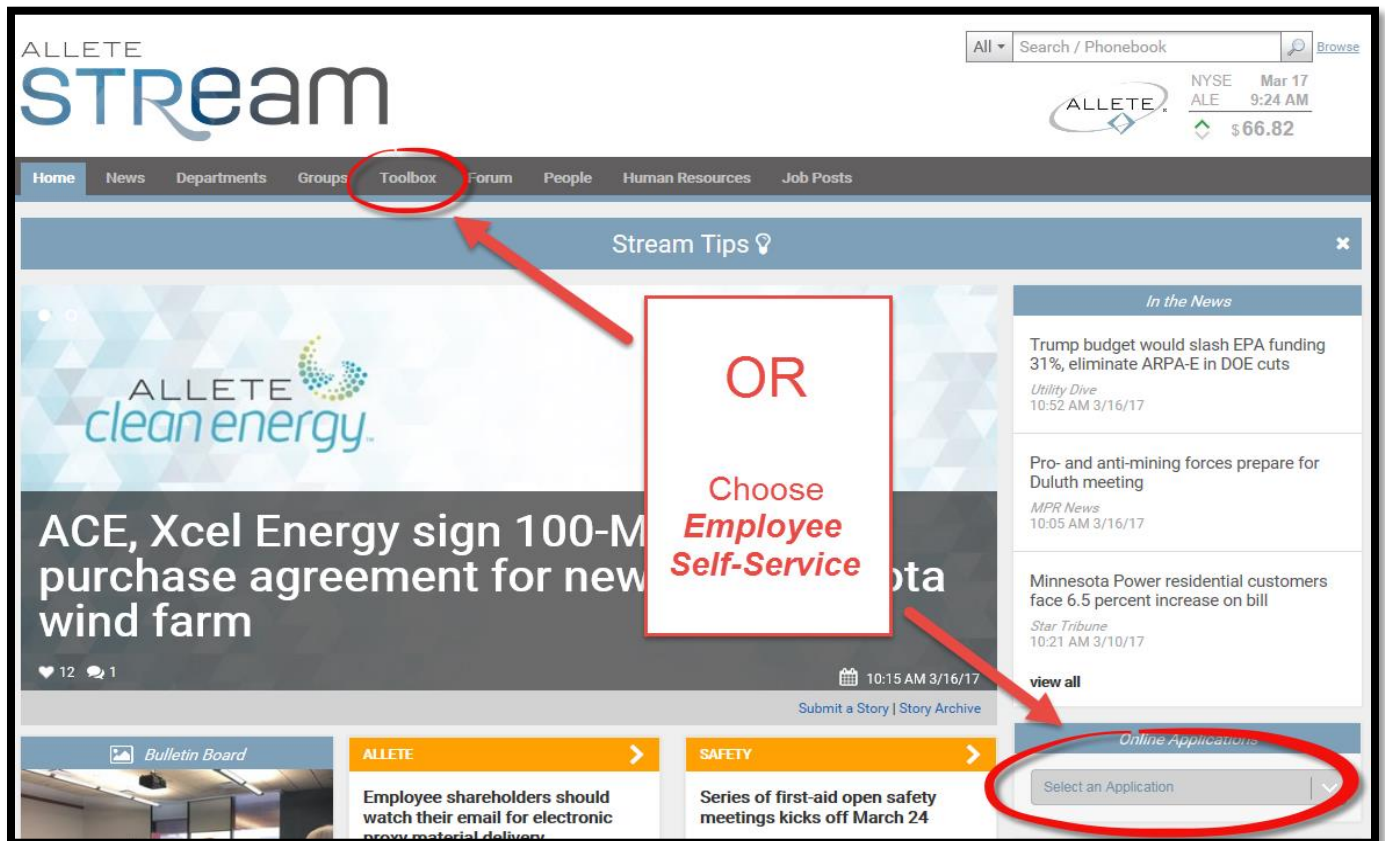 ALLETE
STReam
All
Search / Phonebook
Browse
ALLETE
NYSE Mar 17
ALE 9:24 AM
$66.82
Home News Departments Groups Toolbox Forum People Human Resources Job Posts
Stream Tips
ALLETE
clean energy™
ACE, Xcel Energy sign 100-M
purchase agreement for new ota
wind farm
12 1
10:15 AM 3/16/17
Submit a Story | Story Archive
OR
Choose
Employee
Self-Service
In the News
Trump budget would slash EPA funding
31%, eliminate ARPA-E in DOE cuts
Utility Dive
10:52 AM 3/16/17
Pro- and anti-mining forces prepare for
Duluth meeting
MPR News
10:05 AM 3/16/17
Minnesota Power residential customers
face 6.5 percent increase on bill
Star Tribune
10:21 AM 3/10/17
view all
Online Applications
Select an Application
Bulletin Board
ALLETE
Employee shareholders should
watch their email for electronic
proxy material delivery
SAFETY
Series of first-aid open safety
meetings kicks off March 24